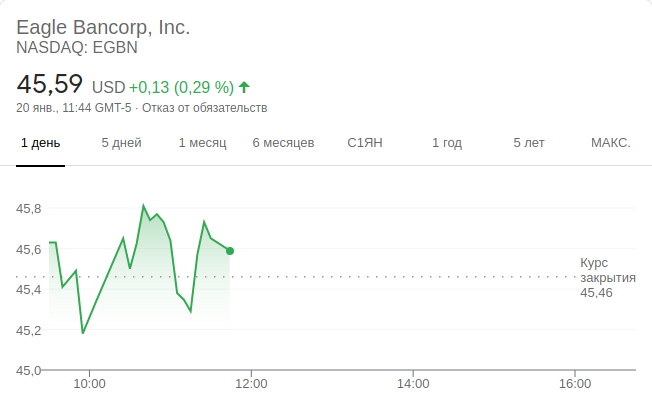 Eagle Bancorp, Inc.
NASDAQ: EGBN
45,59 USD +0,13 (0,29 %)
20 янв., 11:44 GMT-5 · Отказ от обязательств
1 день 5 дней 1 месяц 6 месяцев С1ЯН 1 год 5 лет МАКС.
45,8
45,6
Курс
закрытия
45,46
45,4
45,2
45,0
10:00 12:00 14:00 16:00